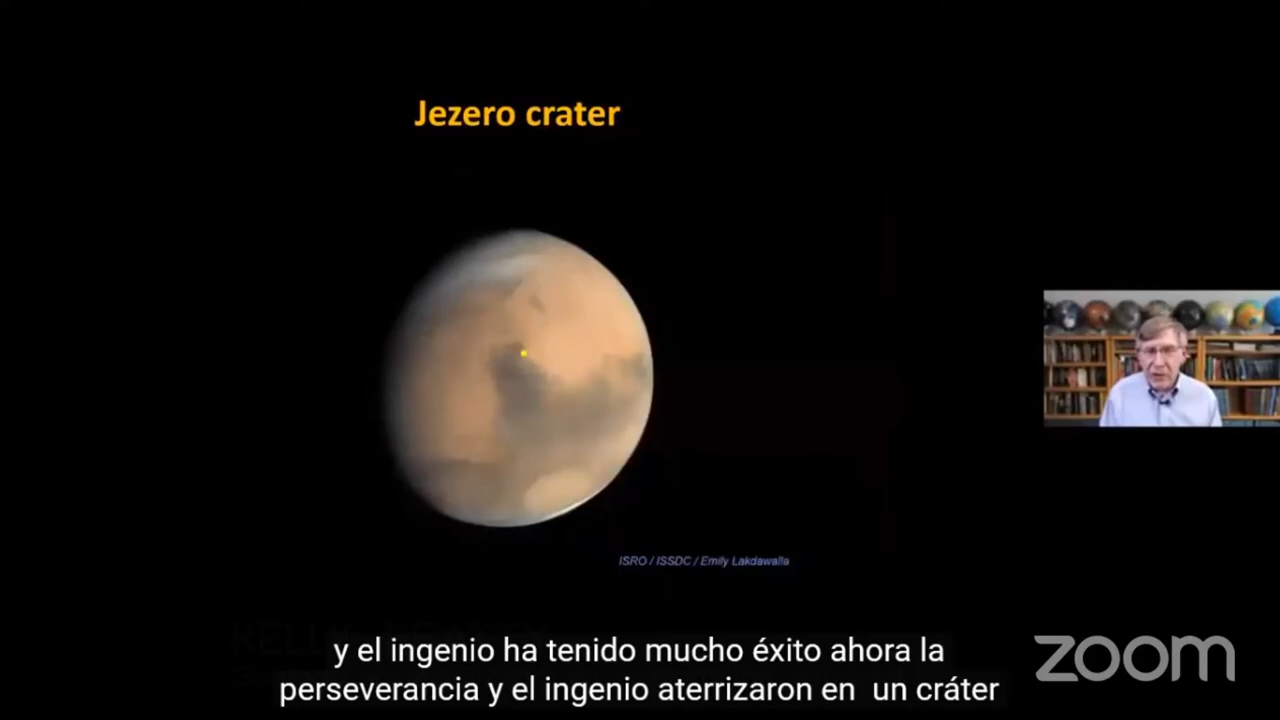 Jezero crater
ISRO / ISSDC / Emily Lakdawalla
y el ingenio ha tenido mucho éxito ahora la
perseverancia y el ingenio aterrizaron en un cráter
zoom